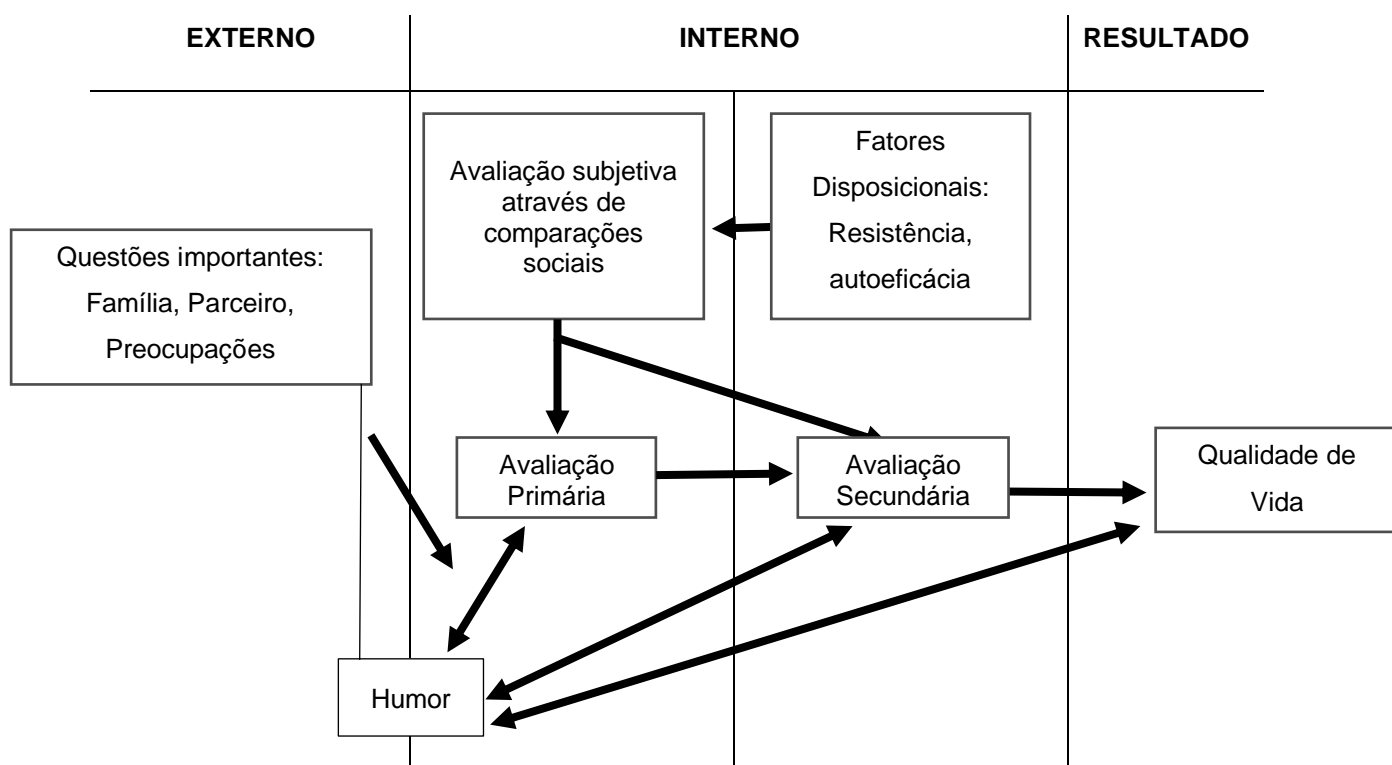 EXTERNO
INTERNO
RESULTADO
Avaliação subjetiva
através de
comparações
sociais
Fatores
Disposicionais:
Resistência,
autoeficácia
Questões importantes:
Família, Parceiro,
Preocupações
Avaliação
Primária
Avaliação
Secundária
Qualidade de
Vida
Humor